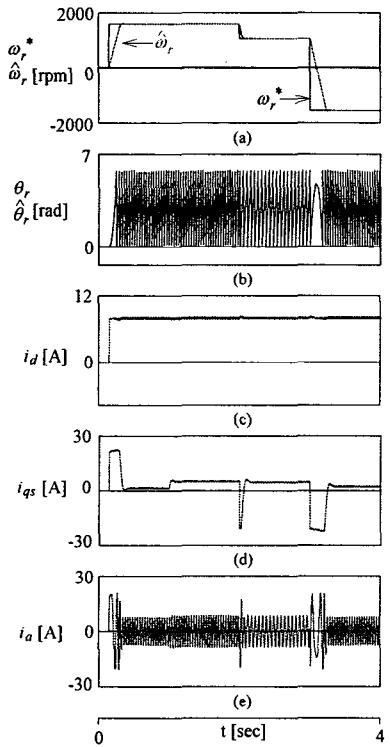 2000
ω_r^*
ω̂_r [rpm]
0
ω̂_r
ω_r^*
-2000
(a)
7
θ_r
θ̂_r [rad]
0
(b)
12
i_d [A]
0
(c)
30
i_qs [A]
0
-30
(d)
30
i_a [A]
0
-30
(e)
0 t [sec] 4